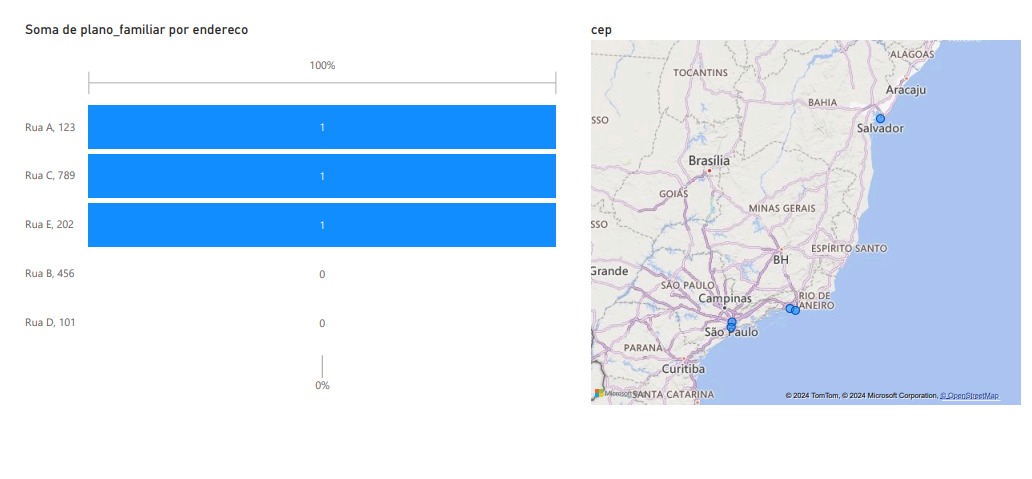 Soma de plano_familiar por endereco
100%
Rua A, 123
1
Rua C, 789
1
Rua E, 202
1
Rua B, 456
0
Rua D, 101
0
0%
cep
ALAGOAS
TOCANTINS
Aracaju
BAHIA
SSO
Salvador
Brasília
GOIÁS
MINAS GERAIS
SSO
ESPÍRITO SANTO
BH
Grande
SÃO PAULO
Campinas
RIO DE
JANEIRO
São Paulo
PARANÁ
Curitiba
Microsoft
SANTA CATARINA
© 2024 TomTom, © 2024 Microsoft Corporation, © OpenStreetMap